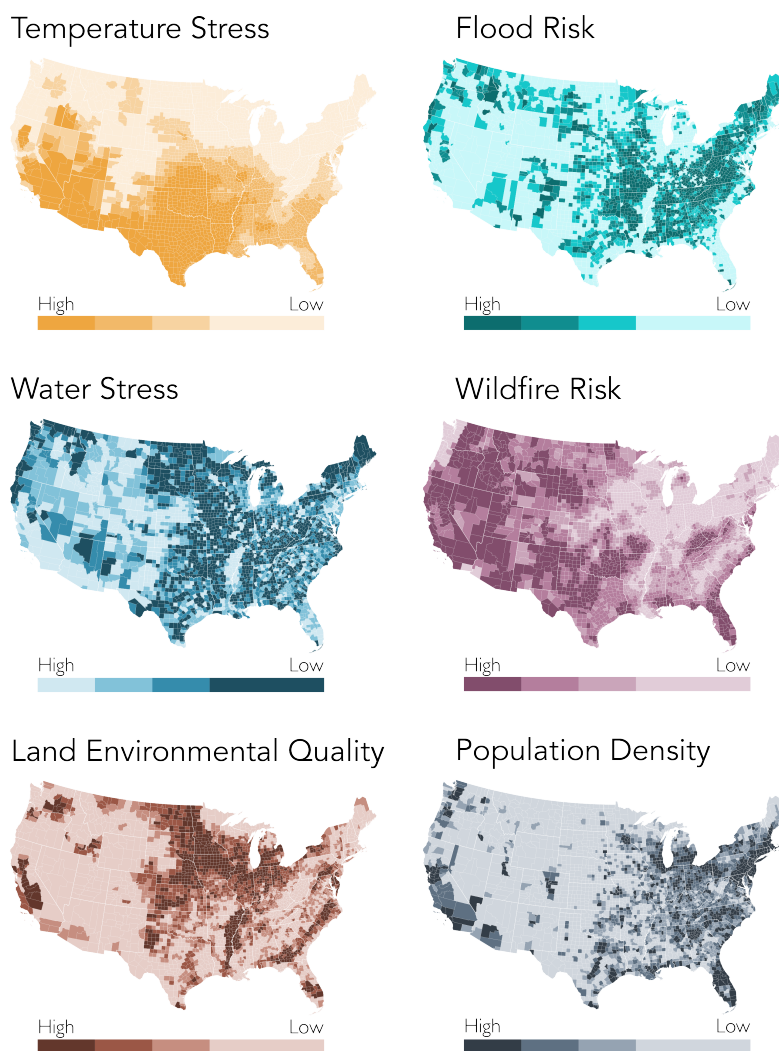 Temperature Stress
Flood Risk
High Low
High Low
Water Stress
Wildfire Risk
High Low
High Low
Land Environmental Quality
Population Density
High Low
High Low